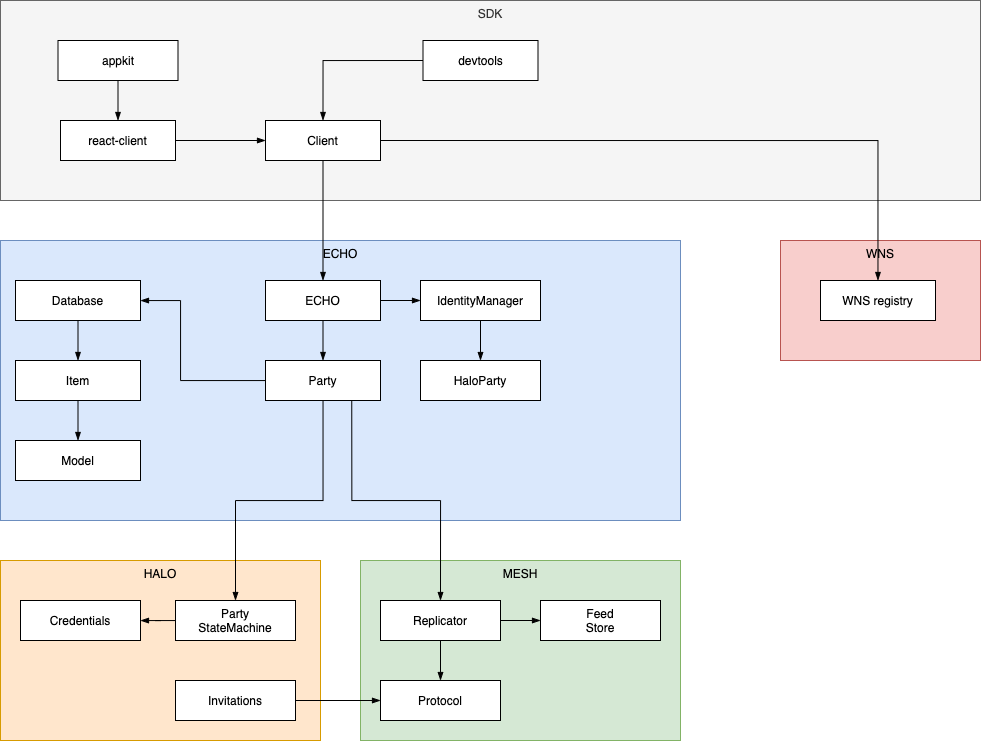 SDK
appkit
devtools
react-client
Client
ECHO
WNS
Database
ECHO
IdentityManager
WNS registry
Item
Party
HaloParty
Model
HALO
MESH
Credentials
Party
StateMachine
Replicator
Feed
Store
Invitations
Protocol